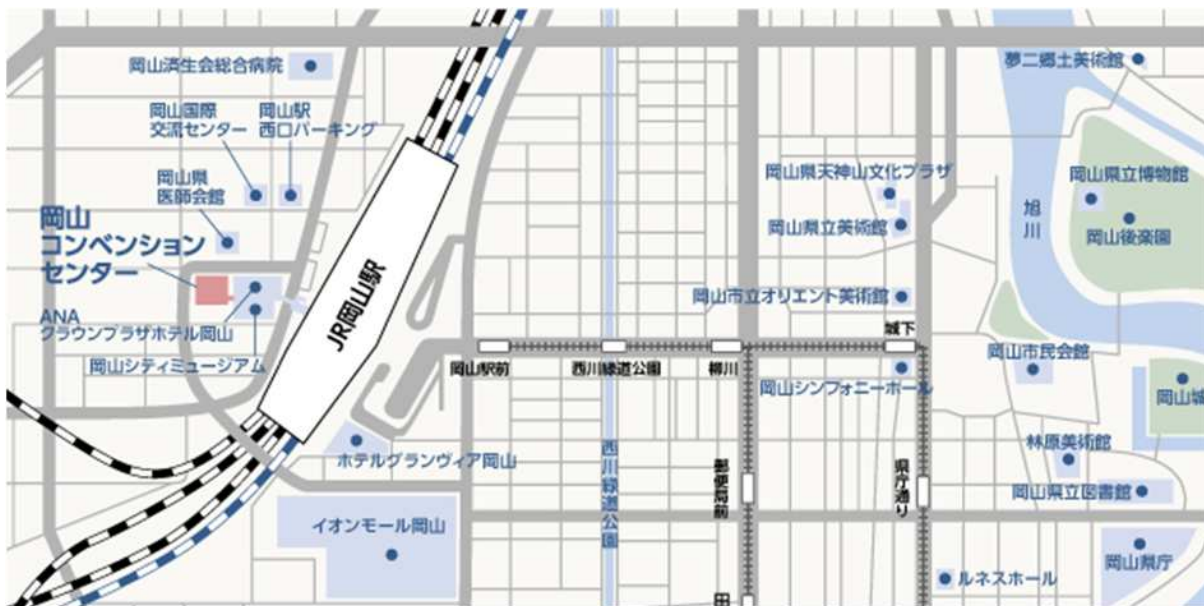 岡山済生会総合病院
岡山国際
交流センター
岡山駅
西口パーキング
岡山県
医師会館
岡山
コンベンション
センター
ANA
クラウンプラザホテル岡山
岡山シティミュージアム
JR岡山駅
ホテルグランヴィア岡山
イオンモール岡山
岡山駅前
西川緑道公園
柳川
城下
西川緑道公園
郵便局前
県庁通り
田
夢二郷土美術館
岡山県天神山文化プラザ
岡山県立美術館
岡山市立オリエント美術館
岡山シンフォニーホール
旭川
岡山県立博物館
岡山後楽園
岡山市民会館
岡山城
林原美術館
岡山県立図書館
岡山県庁
ルネスホール